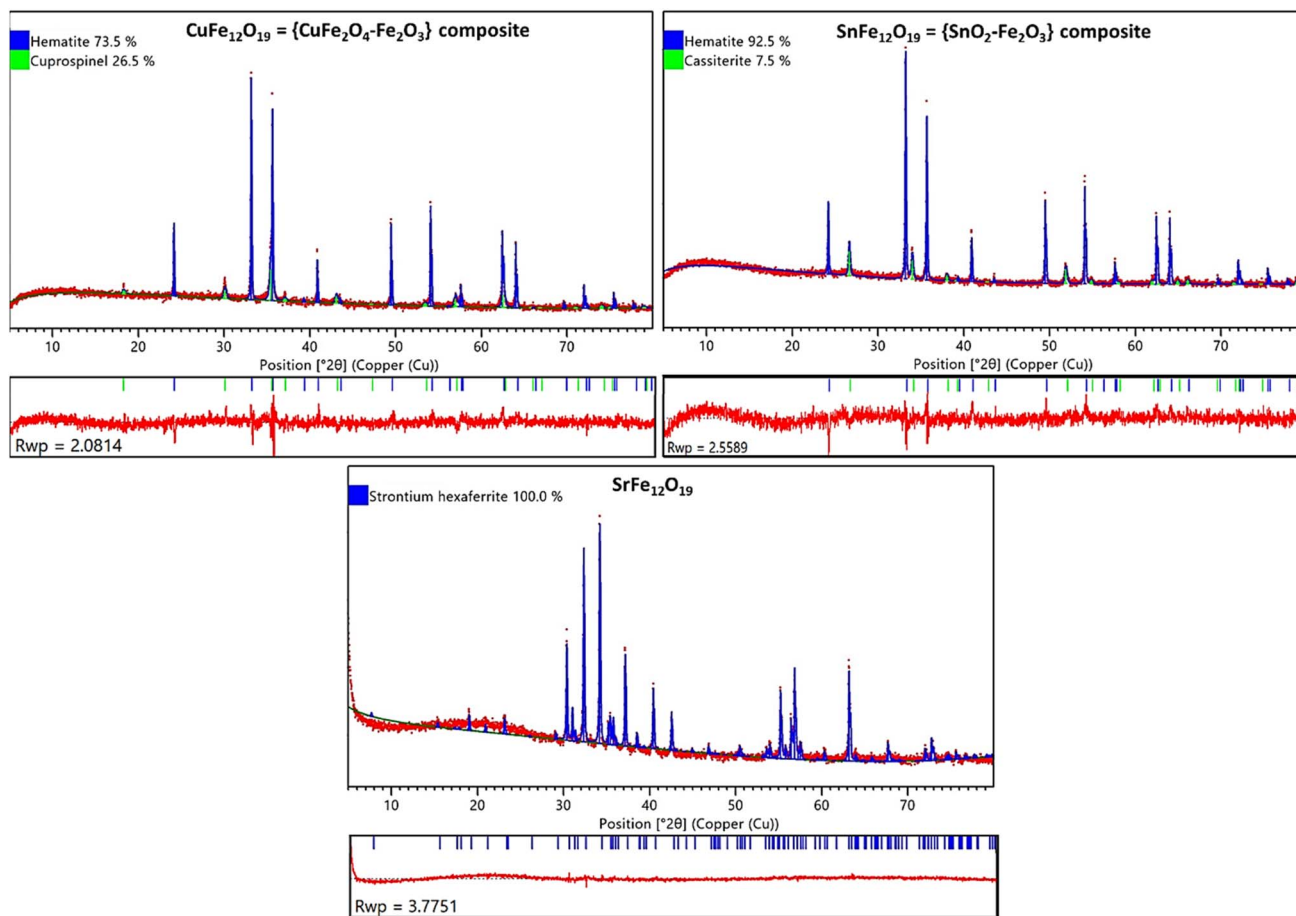 CuFe₁₂O₁₉ = {CuFe₂O₄-Fe₂O₃} composite
Hematite 73.5 %
Cuprospinel 26.5 %
10 20 30 40 50 60 70
Position [°2θ] (Copper (Cu))
Rwp = 2.0814
SnFe₁₂O₁₉ = {SnO₂-Fe₂O₃} composite
Hematite 92.5 %
Cassiterite 7.5 %
10 20 30 40 50 60 70
Position [°2θ] (Copper (Cu))
Rwp = 2.5589
SrFe₁₂O₁₉
Strontium hexaferrite 100.0 %
10 20 30 40 50 60 70
Position [°2θ] (Copper (Cu))
Rwp = 3.7751